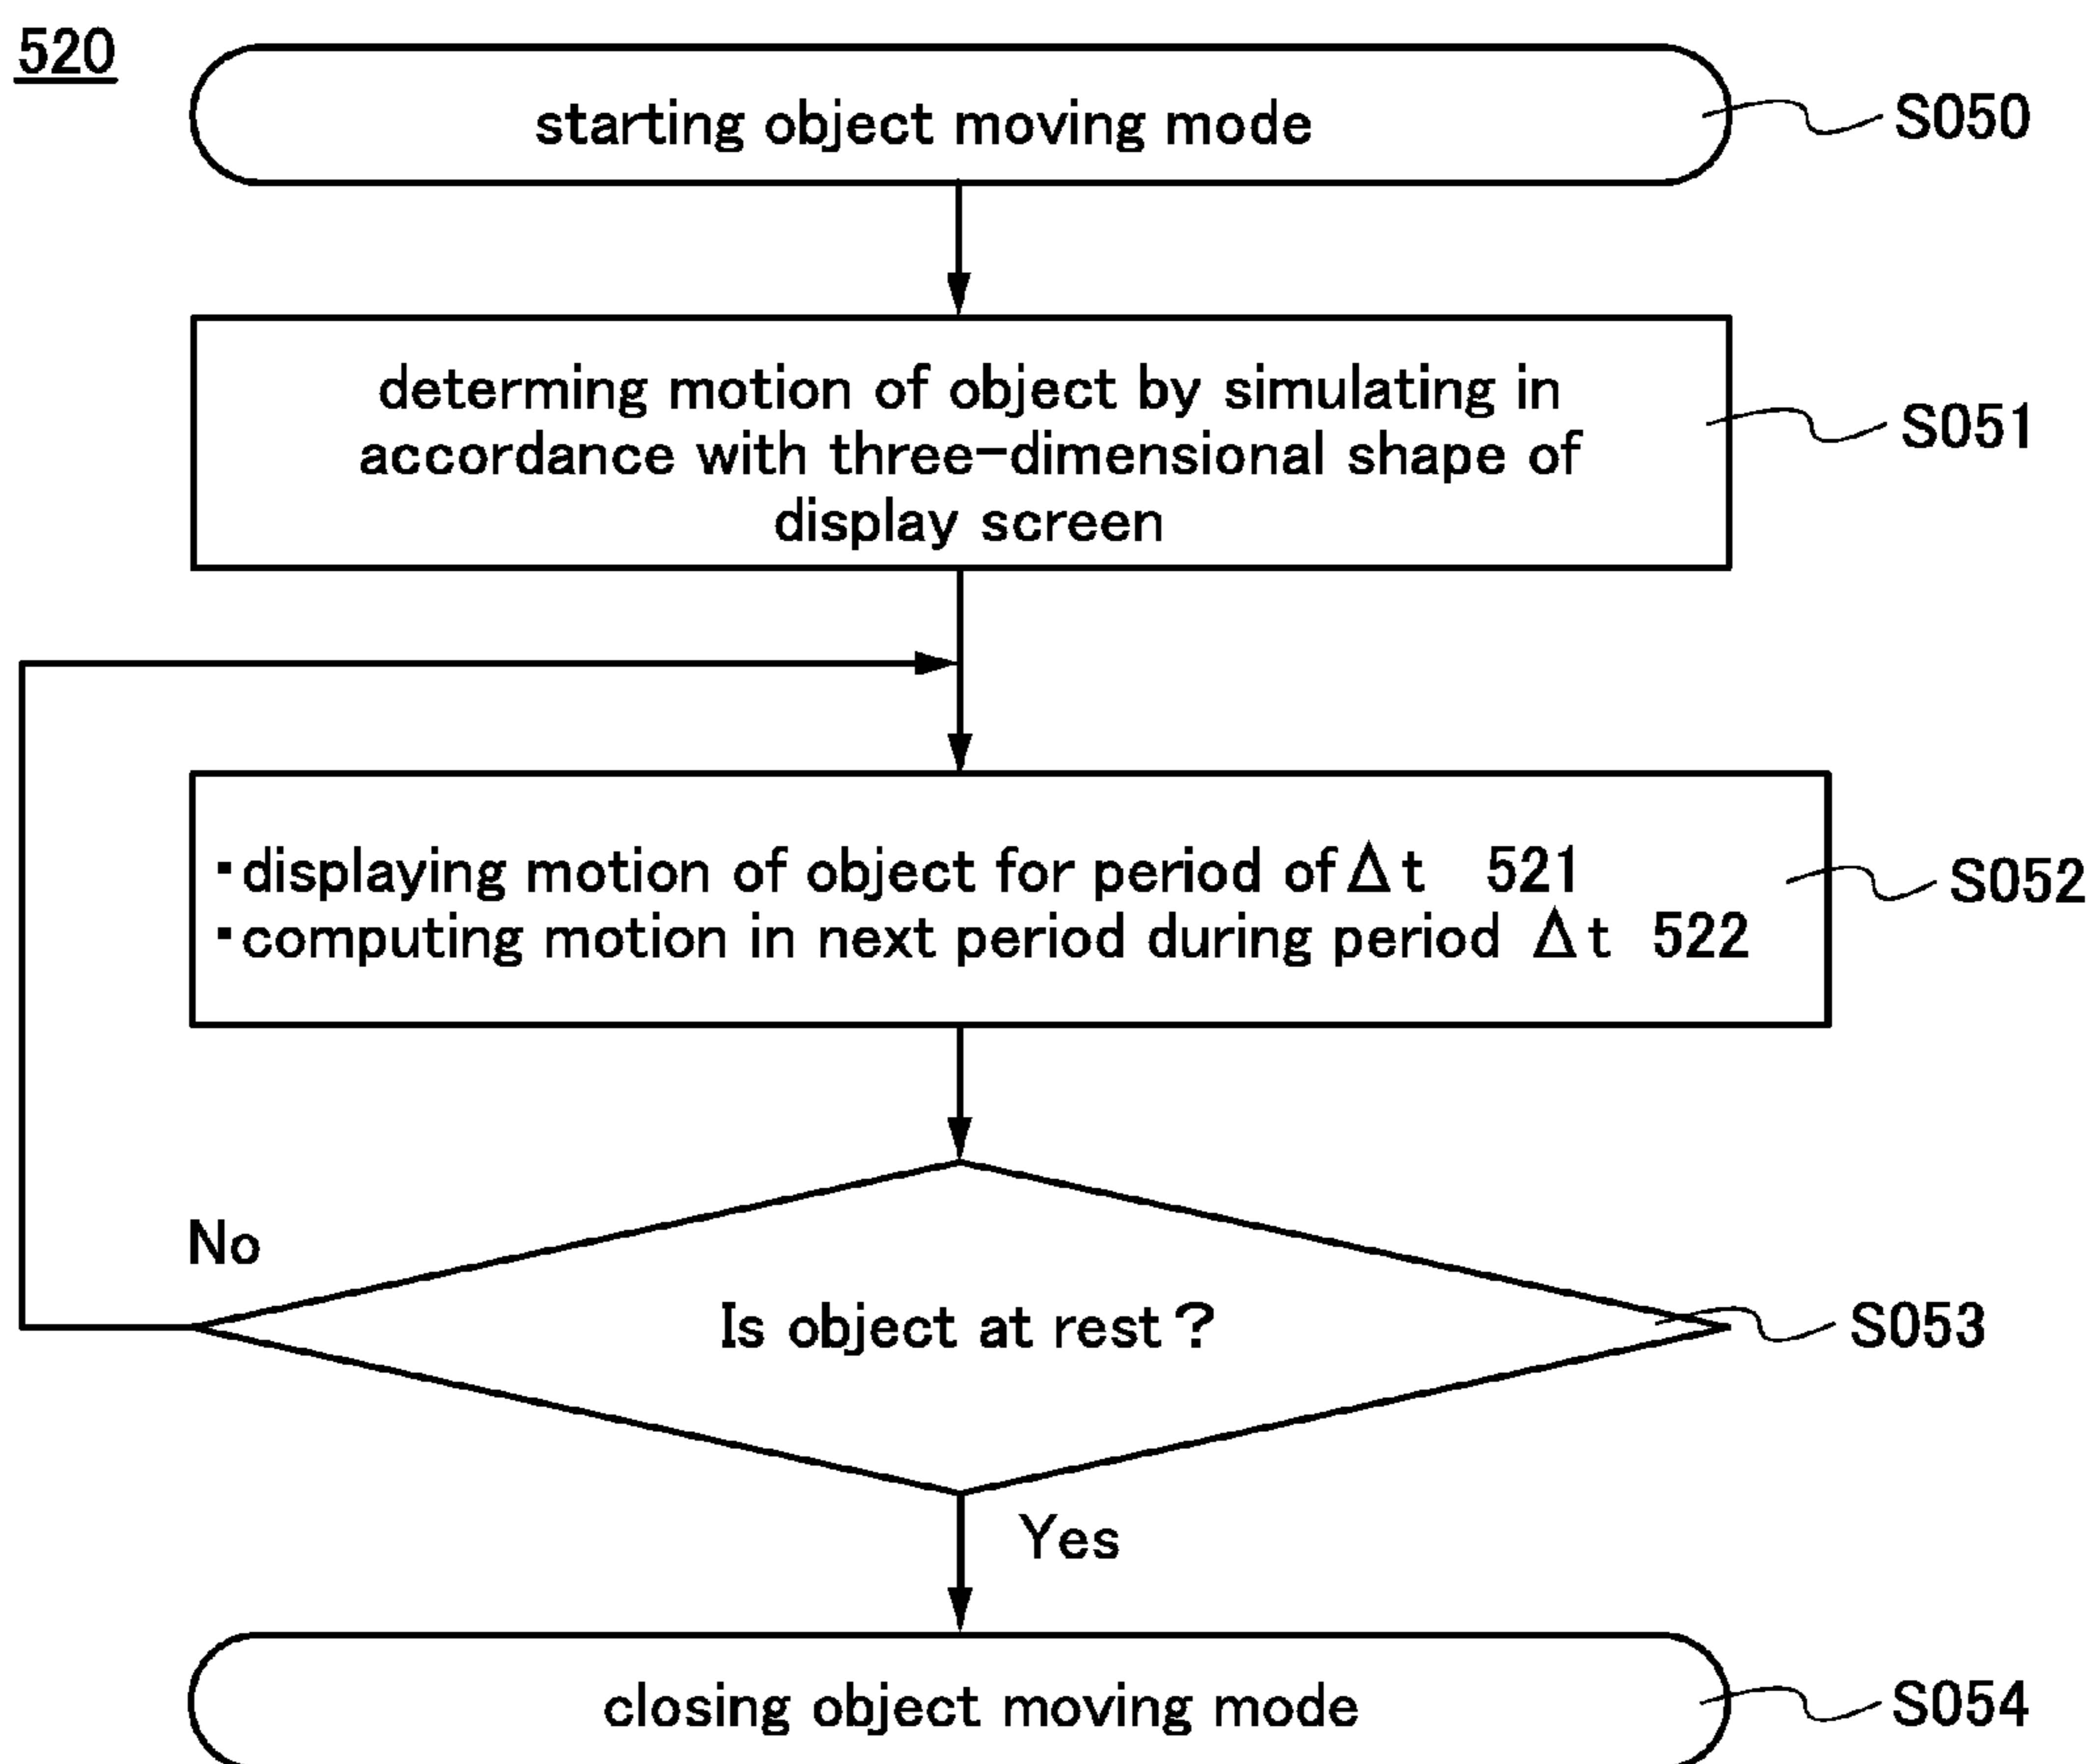 520
starting object moving mode
S050
determing motion of object by simulating in
accordance with three-dimensional shape of
display screen
S051
・displaying motion of object for period of Δt 521
・computing motion in next period during period Δt 522
S052
No
Is object at rest?
S053
Yes
closing object moving mode
S054